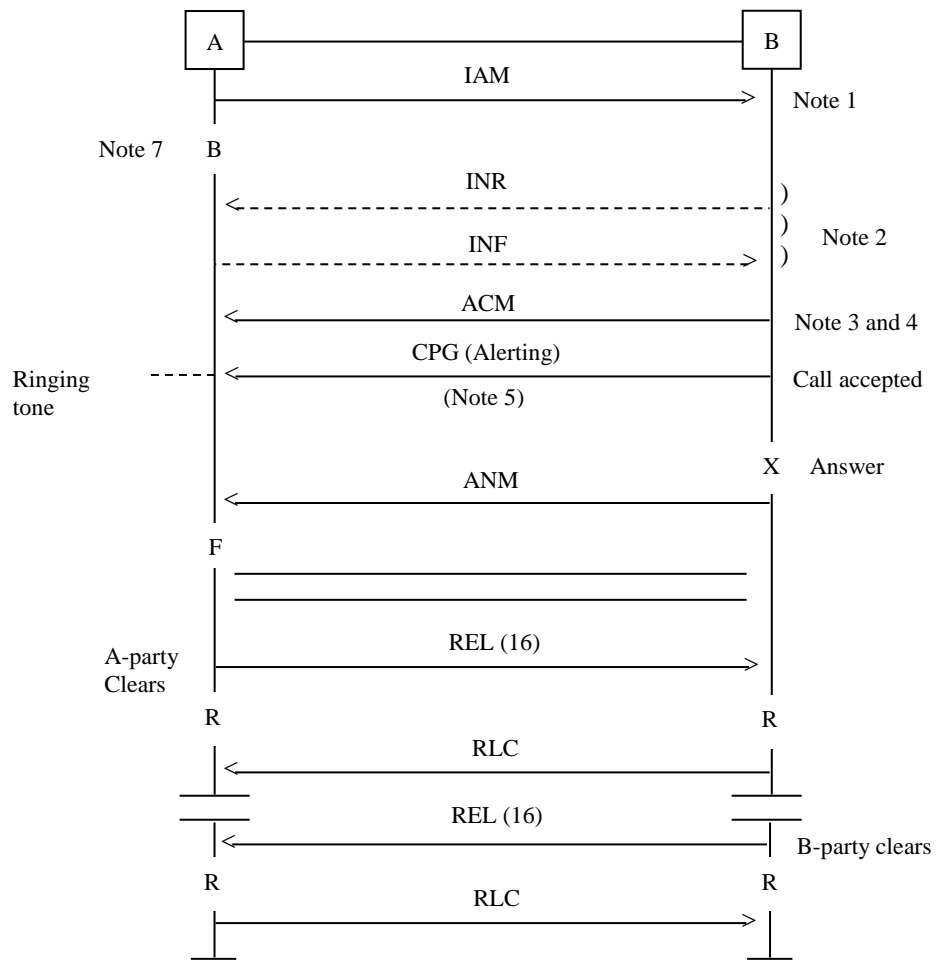 A B
IAM
Note 1
Note 7 B
INR
)
)
Note 2
INF
)
ACM
Note 3 and 4
CPG (Alerting)
Ringing
tone
Call accepted
(Note 5)
X Answer
ANM
F
REL (16)
A-party
Clears
R R
RLC
REL (16)
B-party clears
R R
RLC